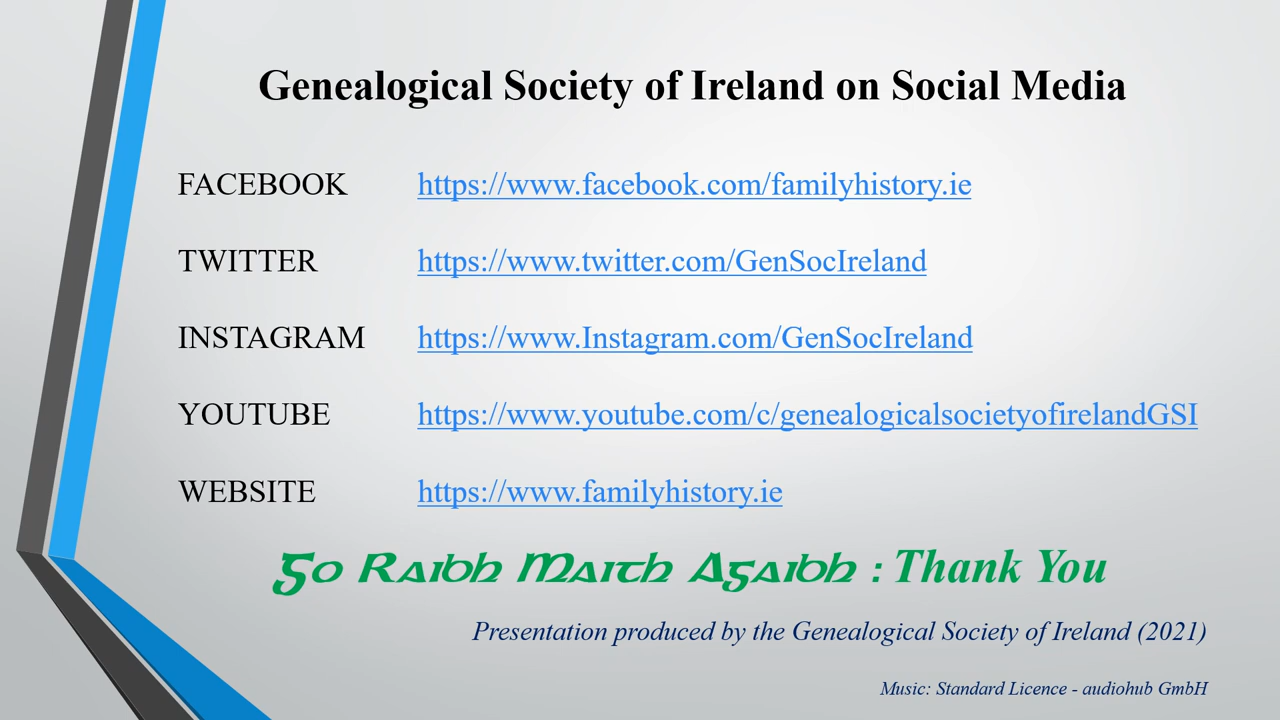 Genealogical Society of Ireland on Social Media
FACEBOOK https://www.facebook.com/familyhistory.ie
TWITTER https://www.twitter.com/GenSocIreland
INSTAGRAM https://www.Instagram.com/GenSocIreland
YOUTUBE https://www.youtube.com/c/genealogicalsocietyofirelandGSI
WEBSITE https://www.familyhistory.ie
Go Raibh Maith Agaibh : Thank You
Presentation produced by the Genealogical Society of Ireland (2021)
Music: Standard Licence - audiohub GmbH